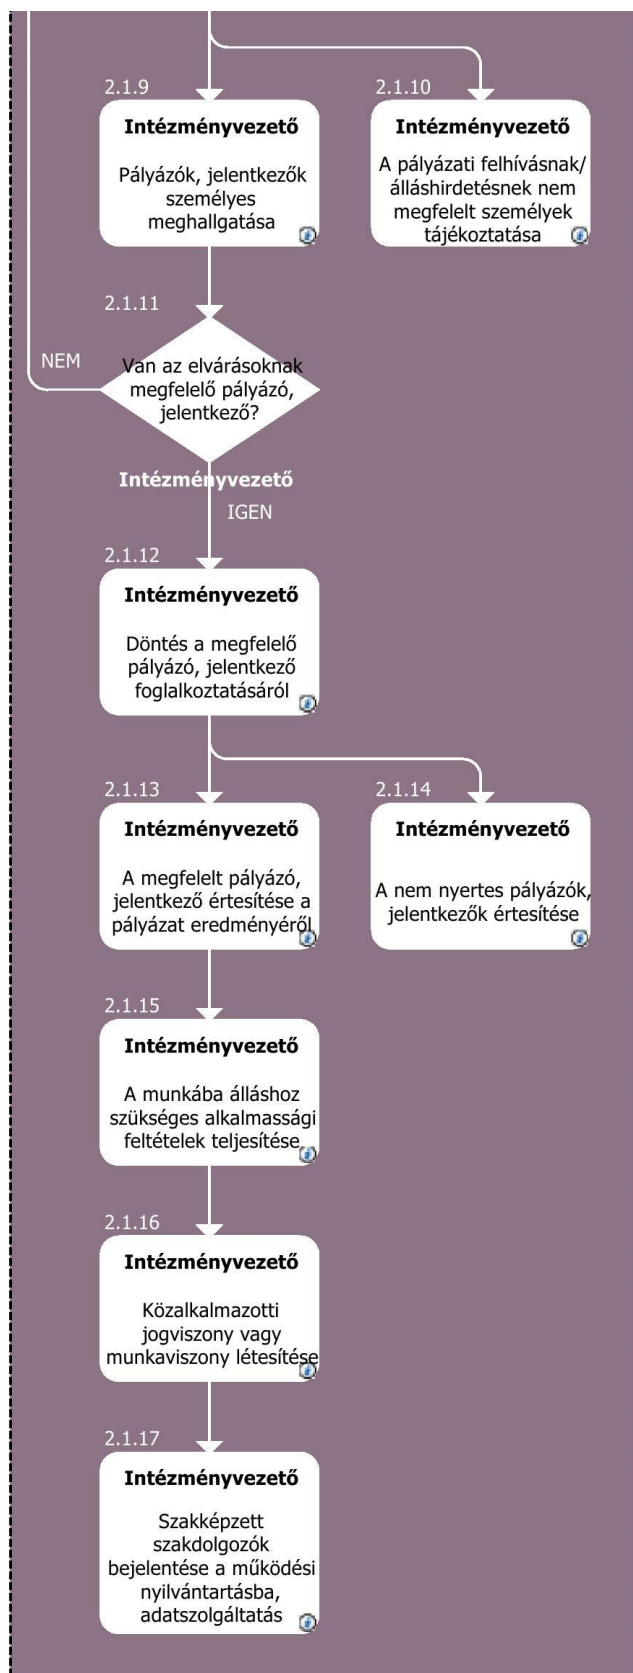 2.1.9
Intézményvezető
Pályázók, jelentkezők
személyes
meghallgatása
2.1.10
Intézményvezető
A pályázati felhívásnak/
álláshirdetésnek nem
megfelelt személyek
tájékoztatása
2.1.11
NEM
Van az elvárásoknak
megfelelő pályázó,
jelentkező?
Intézményvezető
IGEN
2.1.12
Intézményvezető
Döntés a megfelelő
pályázó, jelentkező
foglalkoztatásáról
2.1.13
Intézményvezető
A megfelelt pályázó,
jelentkező értesítése a
pályázat eredményéről
2.1.14
Intézményvezető
A nem nyertes pályázók,
jelentkezők értesítése
2.1.15
Intézményvezető
A munkába álláshoz
szükséges alkalmassági
feltételek teljesítése
2.1.16
Intézményvezető
Közalkalmazotti
jogviszony vagy
munkaviszony létesítése
2.1.17
Intézményvezető
Szakképzett
szakdolgozók
bejelentése a működési
nyilvántartásba,
adatszolgáltatás